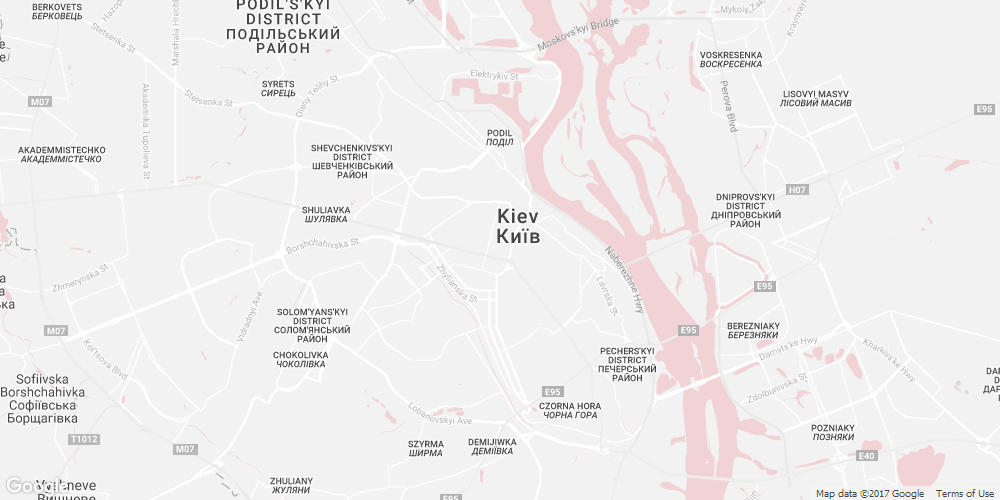 BERKOVETS
БЕРКОВЕЦЬ
PODIL'S'KYI
DISTRICT
ПОДІЛЬСЬКИЙ
РАЙОН
Stetsenka St
Marshala Hrechk
Moskovs'kyi Bridge
Mykoly Zak
VOSKRESENKA
ВОСКРЕСЕНКА
Elektrykiv St
SYRETS
СИРЕЦЬ
Oleny Telihy St
Stetsenka St
M07
Akademika Tupolieva St
Perova Blvd
LISOVYI MASYV
ЛІСОВИЙ МАСИВ
E95
PODIL
ПОДІЛ
AKADEMMISTECHKO
АКАДЕММІСТЕЧКО
SHEVCHENKIVS'KYI
DISTRICT
ШЕВЧЕНКІВСЬКИЙ
РАЙОН
H07
DNIPROVS'KYI
DISTRICT
ДНІПРОВСЬКИЙ
РАЙОН
SHULIAVKA
ШУЛЯВКА
Kiev
Київ
Borshchahivska St
Zhmerynska St
Zhylianska St
Naberezhne Hwy
Lavrska St
E95
Vidradnyi Ave
SOLOM'YANS'KYI
DISTRICT
СОЛОМ'ЯНСЬКИЙ
РАЙОН
M07
E95
BEREZNIAKY
БЕРЕЗНЯКИ
Darnyts'ke Hwy
Kharkivs'ke Hwy
CHOKOLIVKA
ЧОКОЛІВКА
Kol'tsova Blvd
PECHERS'KYI
DISTRICT
ПЕЧЕРСЬКИЙ
РАЙОН
Sofiivska
Borshchahivka
Софіївська
Борщагівка
Zdolbunivska St
E95
CZORNA HORA
ЧОРНА ГОРА
Lobanovskyi Ave
POZNIAKY
ПОЗНЯКИ
T1012
M07
SZYRMA
ШИРМА
DEMIJIWKA
ДЕМІЇВКА
E40
ZHULIANY
ЖУЛЯНИ
E95
Google
Vyshneve
Вишневе
Map data ©2017 Google
Terms of Use